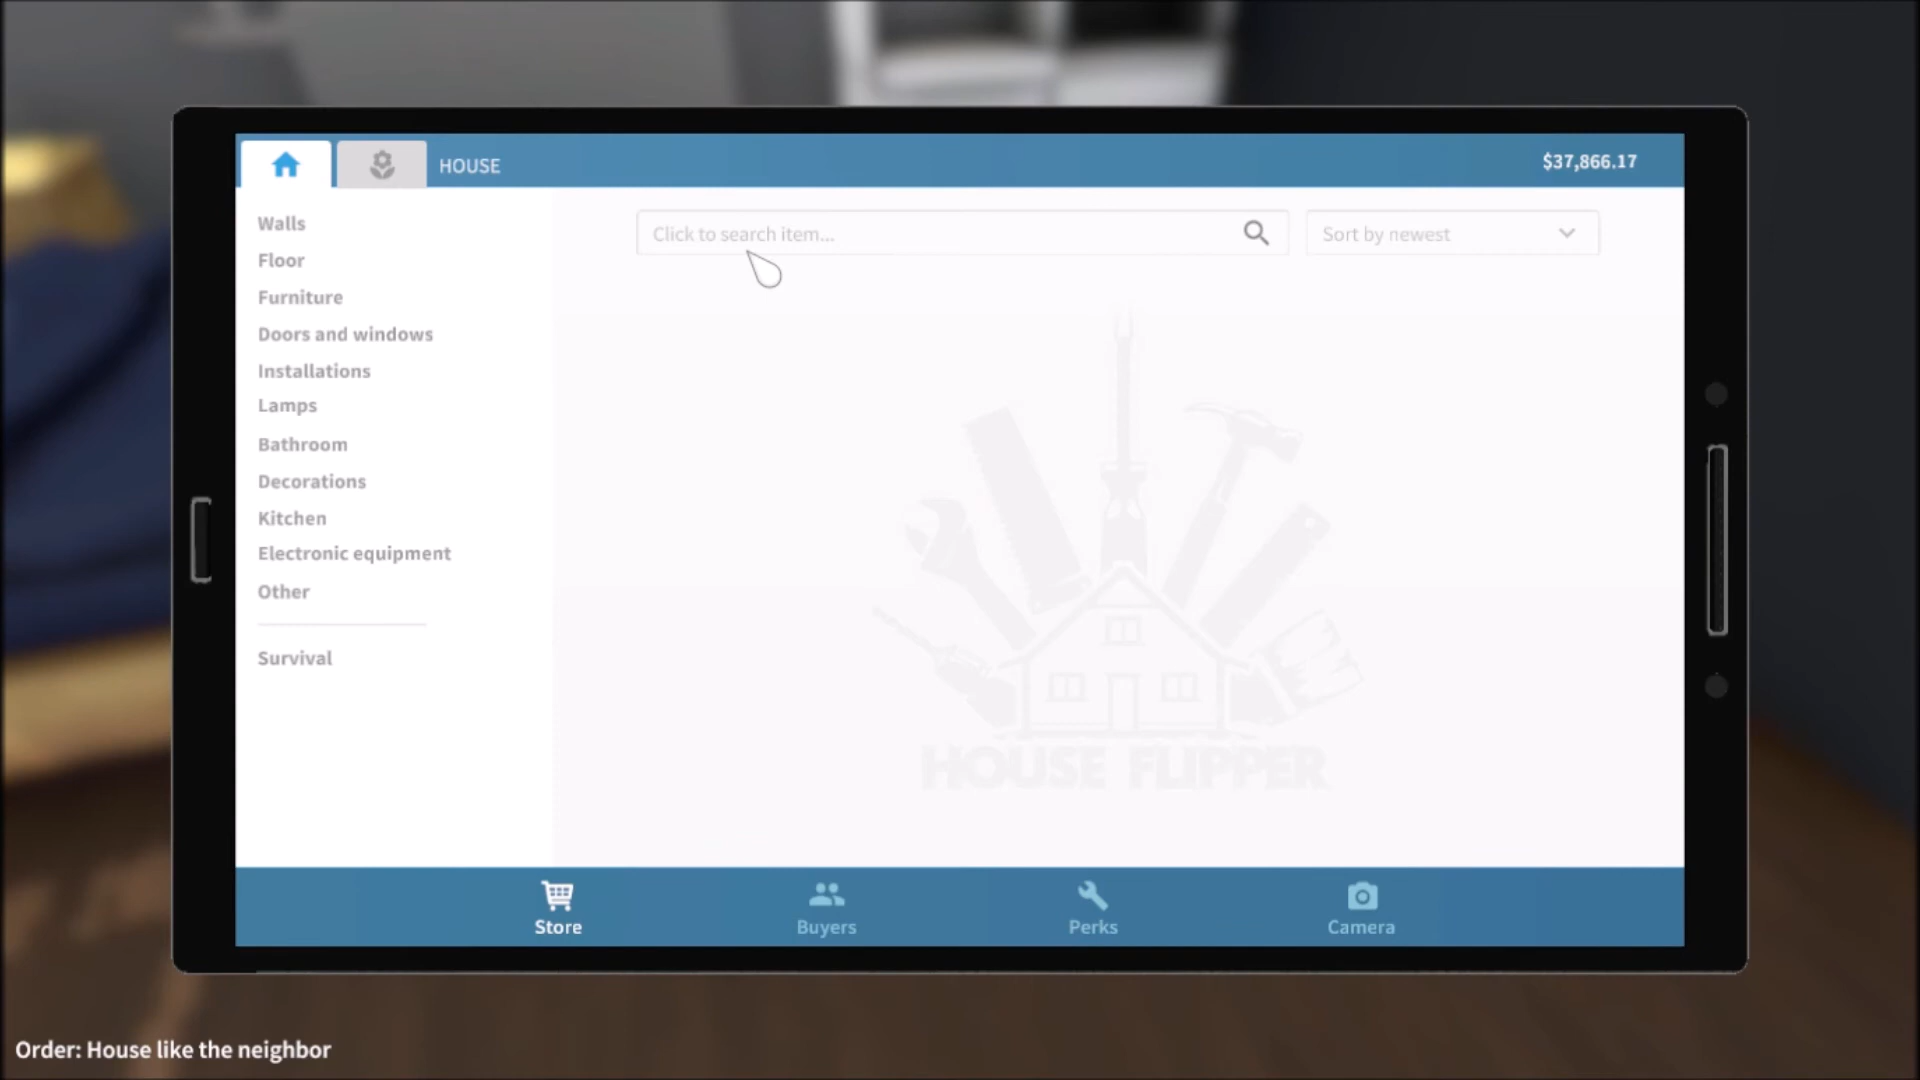 HOUSE
$37,866.17
Walls
Floor
Furniture
Doors and windows
Installations
Lamps
Bathroom
Decorations
Kitchen
Electronic equipment
Other
Survival
Click to search item...
Sort by newest
HOUSE FLIPPER
Store
Buyers
Perks
Camera
Order: House like the neighbor